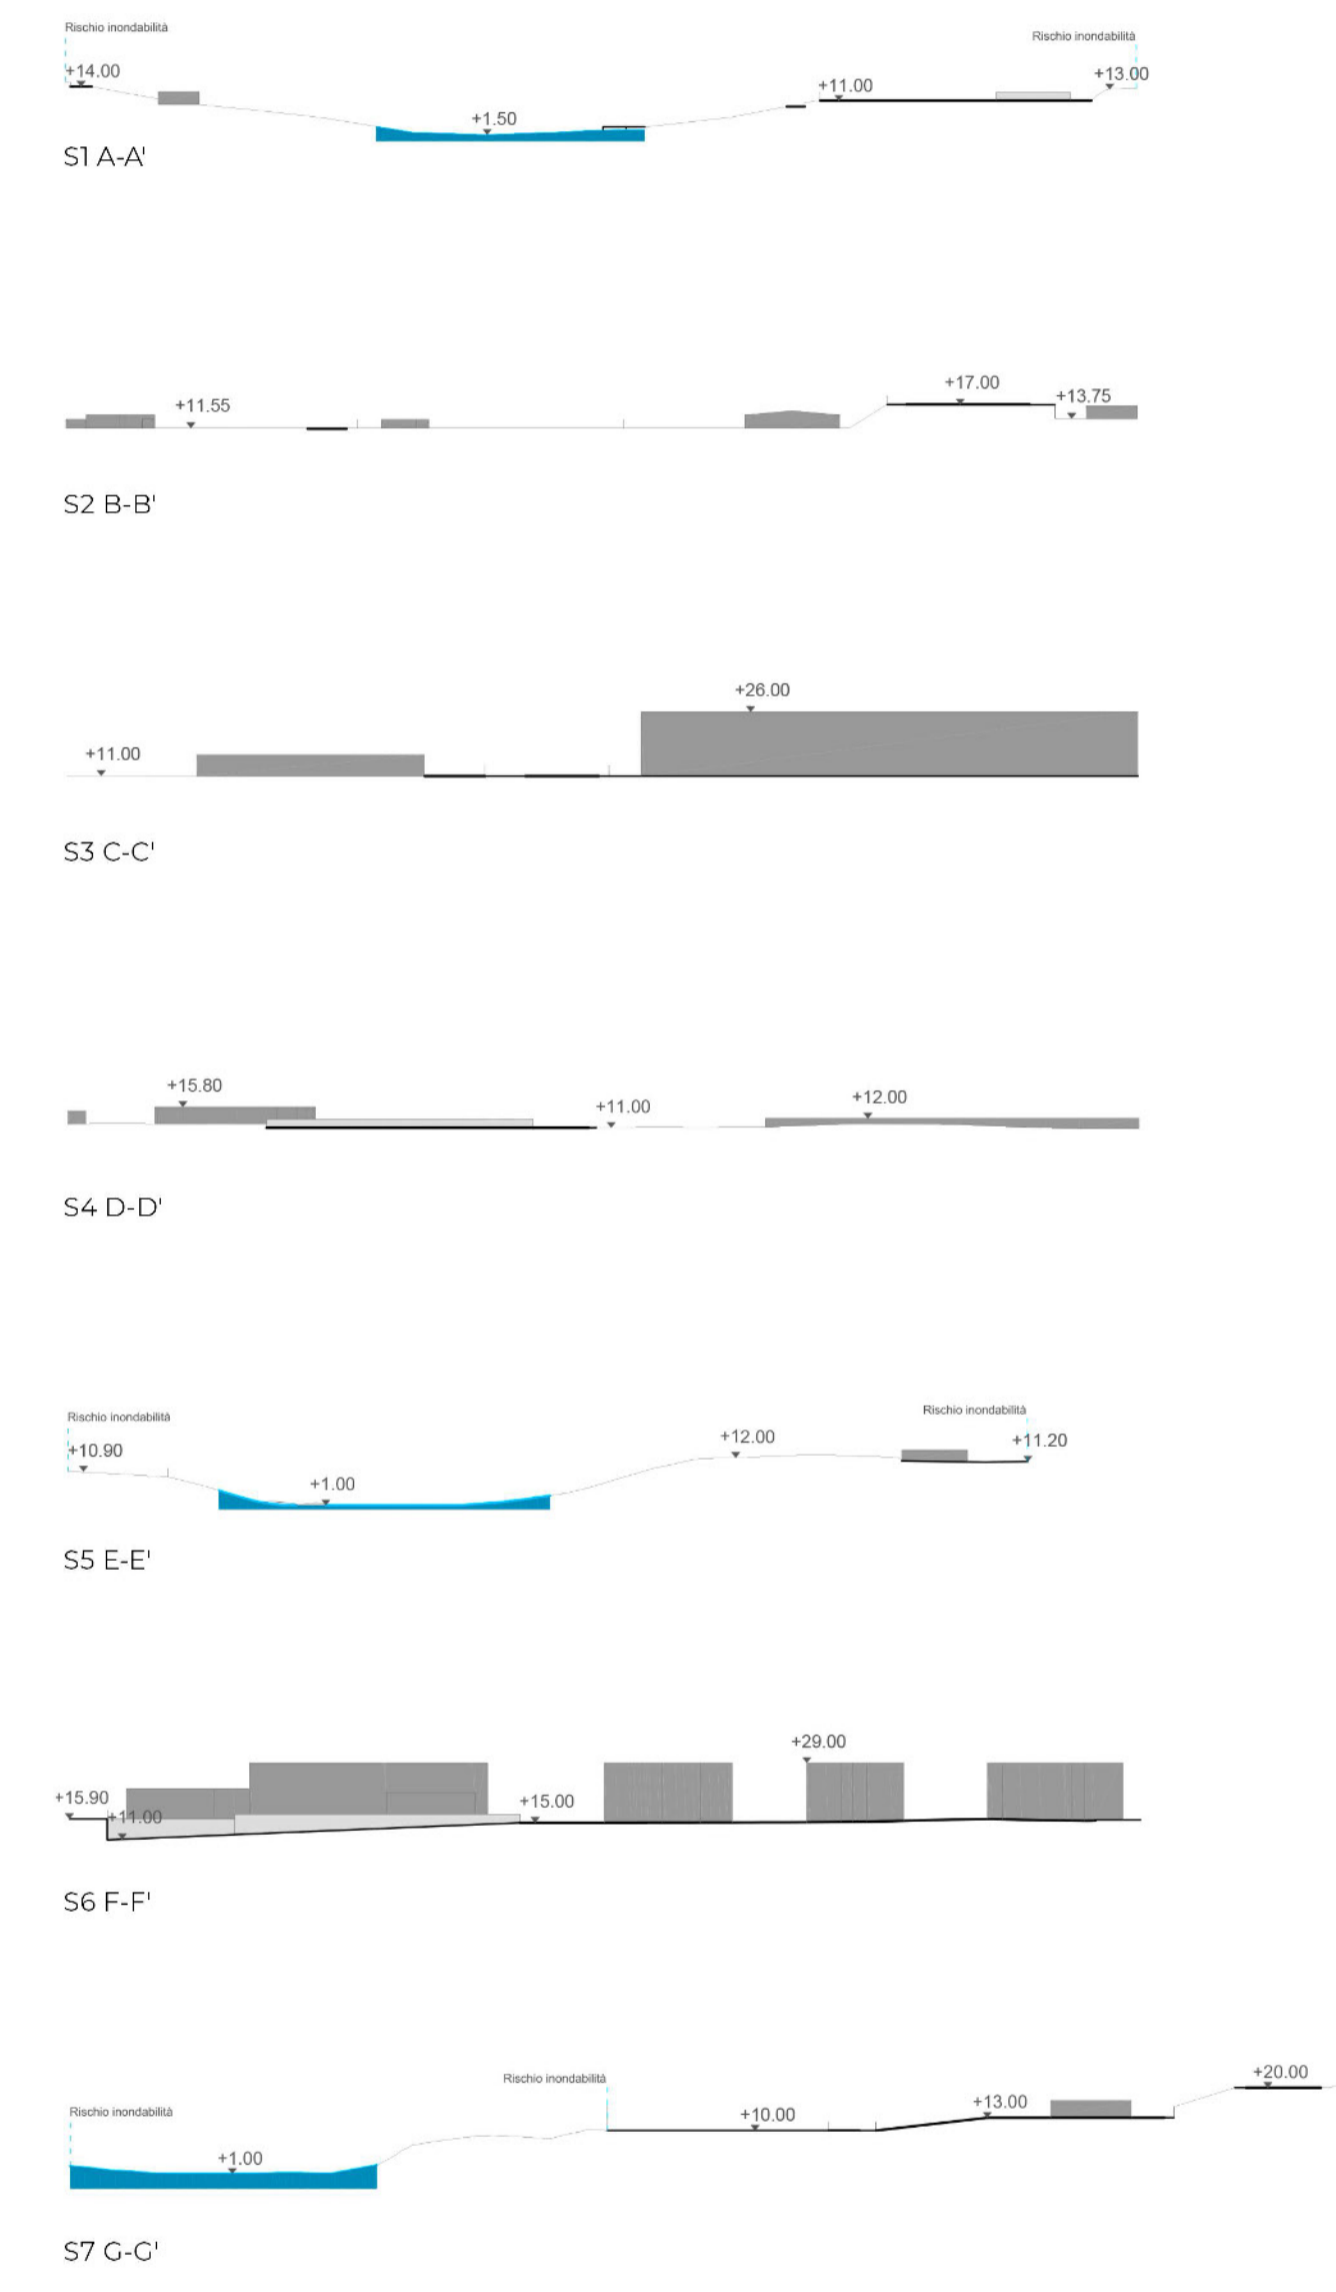 Rischio inondabilità
Rischio inondabilità
+14.00
+11.00
+13.00
+1.50
S1 A-A'
+17.00
+11.55
+13.75
S2 B-B'
+26.00
+11.00
S3 C-C'
+15.80
+11.00
+12.00
S4 D-D'
Rischio inondabilità
Rischio inondabilità
+10.90
+12.00
+11.20
+1.00
S5 E-E'
+29.00
+15.90
+11.00
+15.00
S6 F-F'
Rischio inondabilità
Rischio inondabilità
+20.00
+13.00
+10.00
+1.00
S7 G-G'